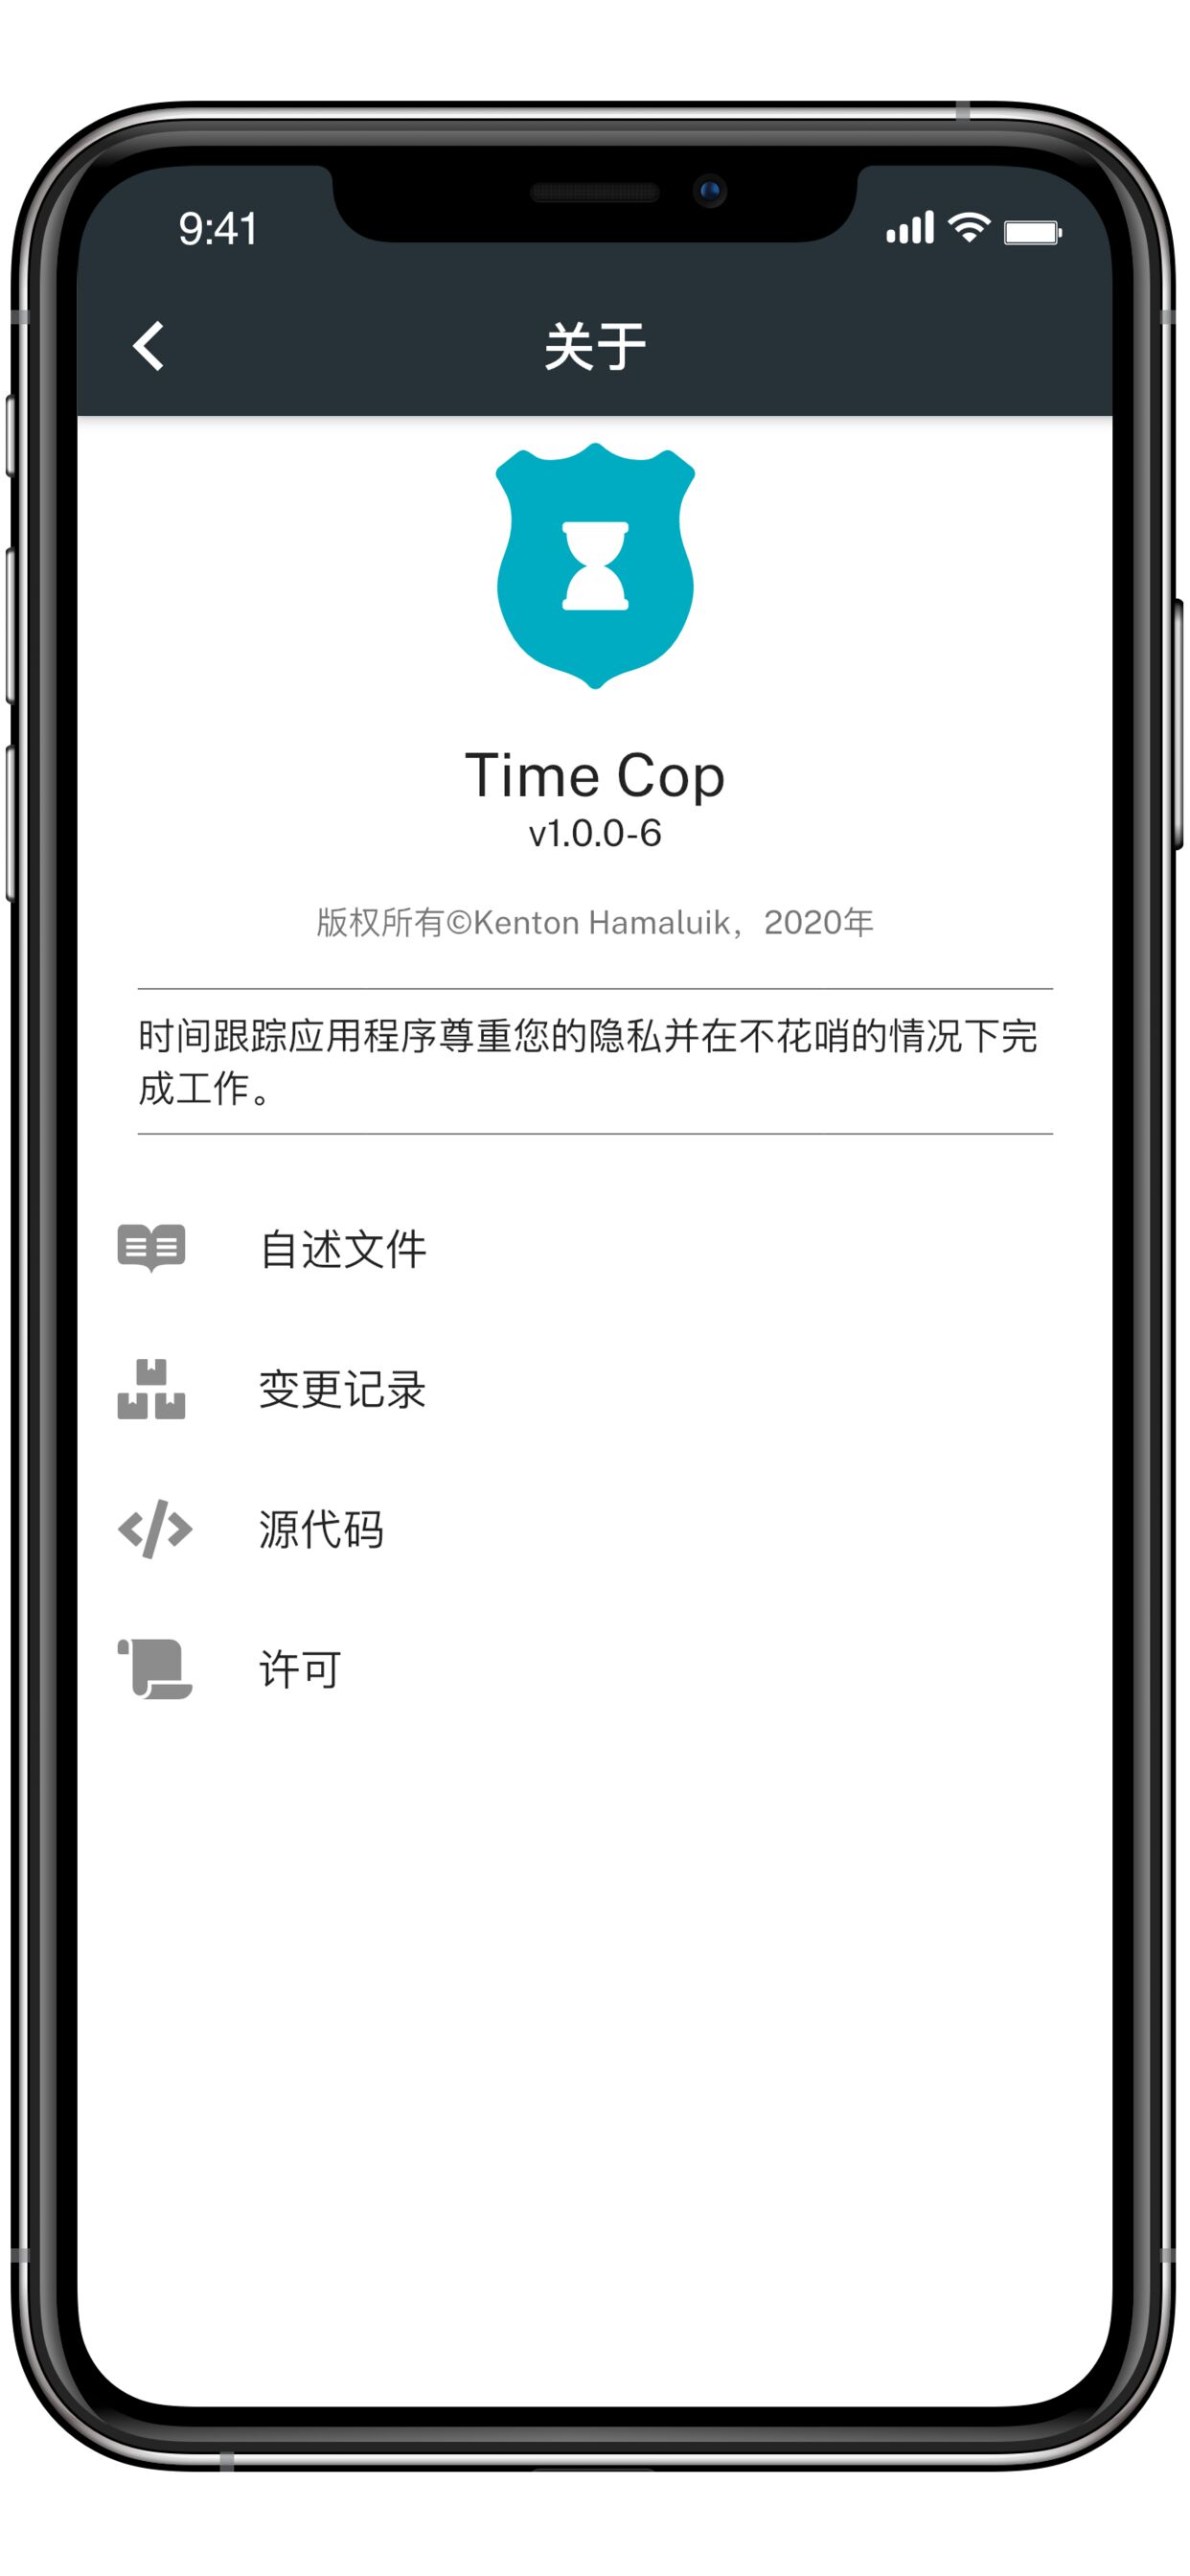 9:41
关于
Time Cop
v1.0.0-6
版权所有©Kenton Hamaluik，2020年
时间跟踪应用程序尊重您的隐私并在不花哨的情况下完
成工作。
自述文件
变更记录
源代码
许可